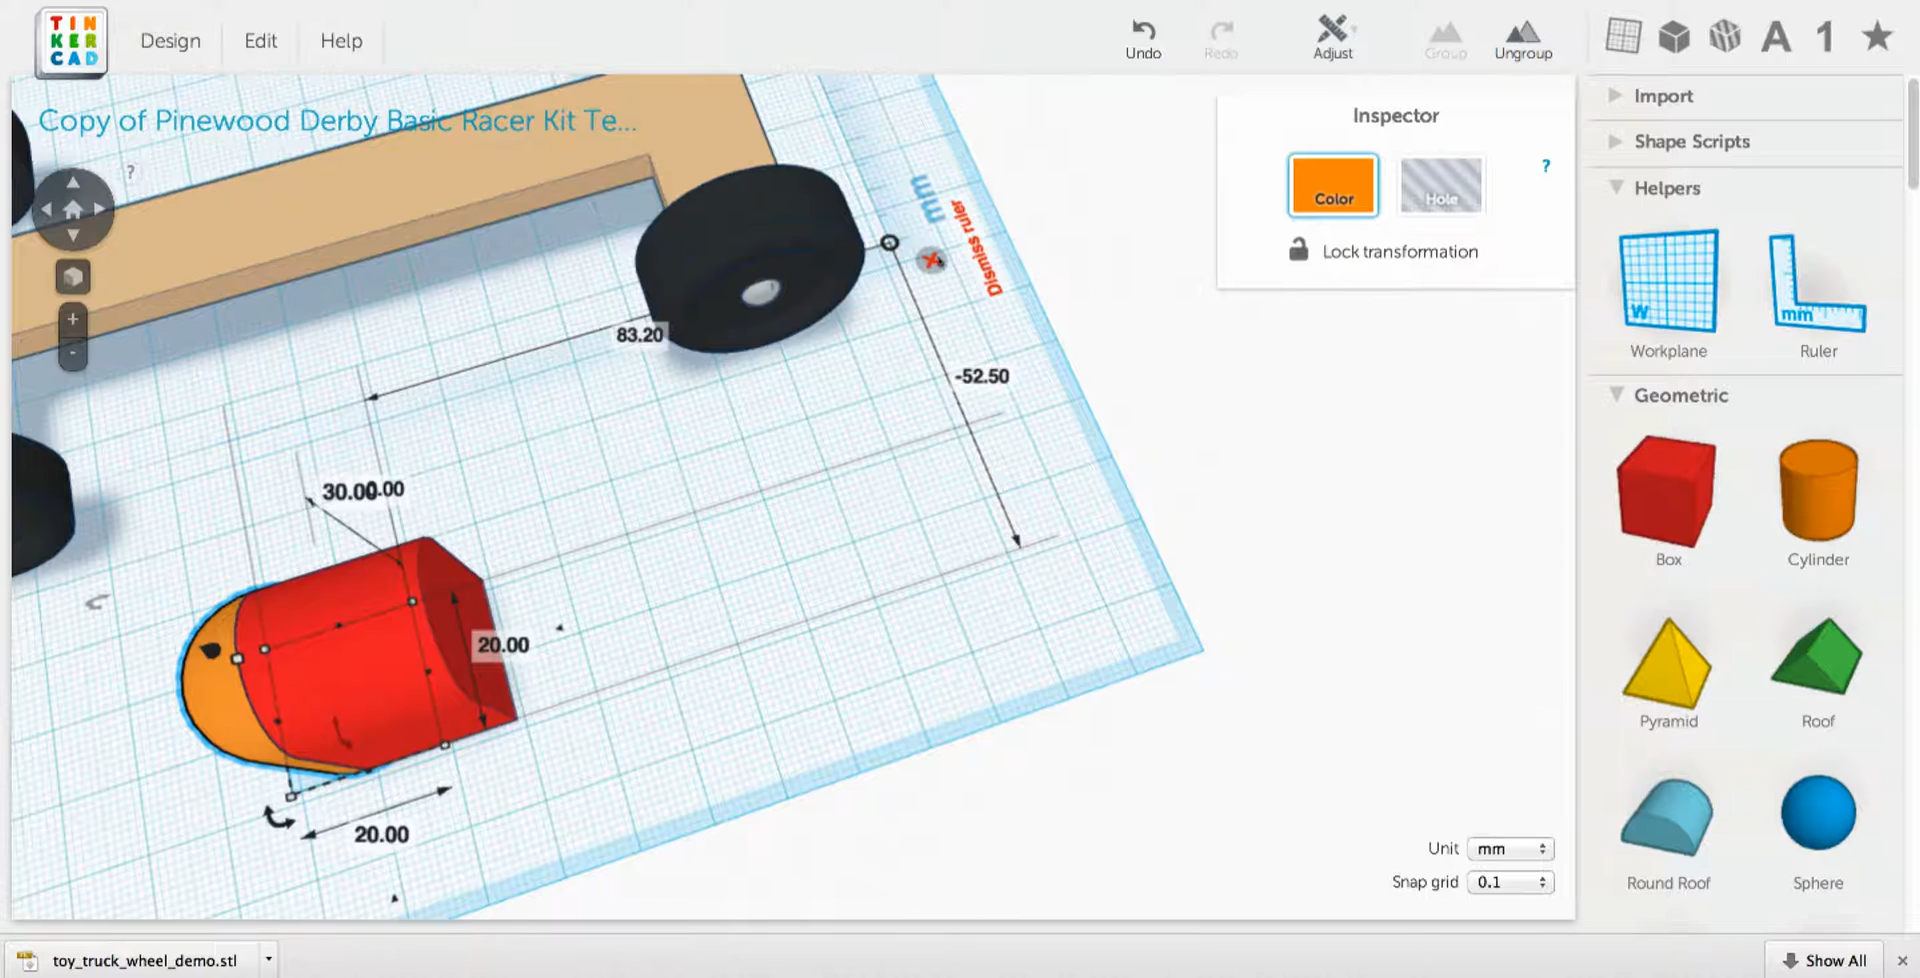 TIN
KER
CAD
Design
Edit
Help
Undo
Redo
Adjust
Group
Ungroup
A
1
Copy of Pinewood Derby Basic Racer Kit Te...
?
Inspector
Color
Hole
?
Lock transformation
mm
Dismiss ruler
83.20
-52.50
30.00
0.00
20.00
20.00
Unit
mm
Snap grid
0.1
Import
Shape Scripts
Helpers
W
mm
Workplane
Ruler
Geometric
Box
Cylinder
Pyramid
Roof
Round Roof
Sphere
toy_truck_wheel_demo.stl
Show All